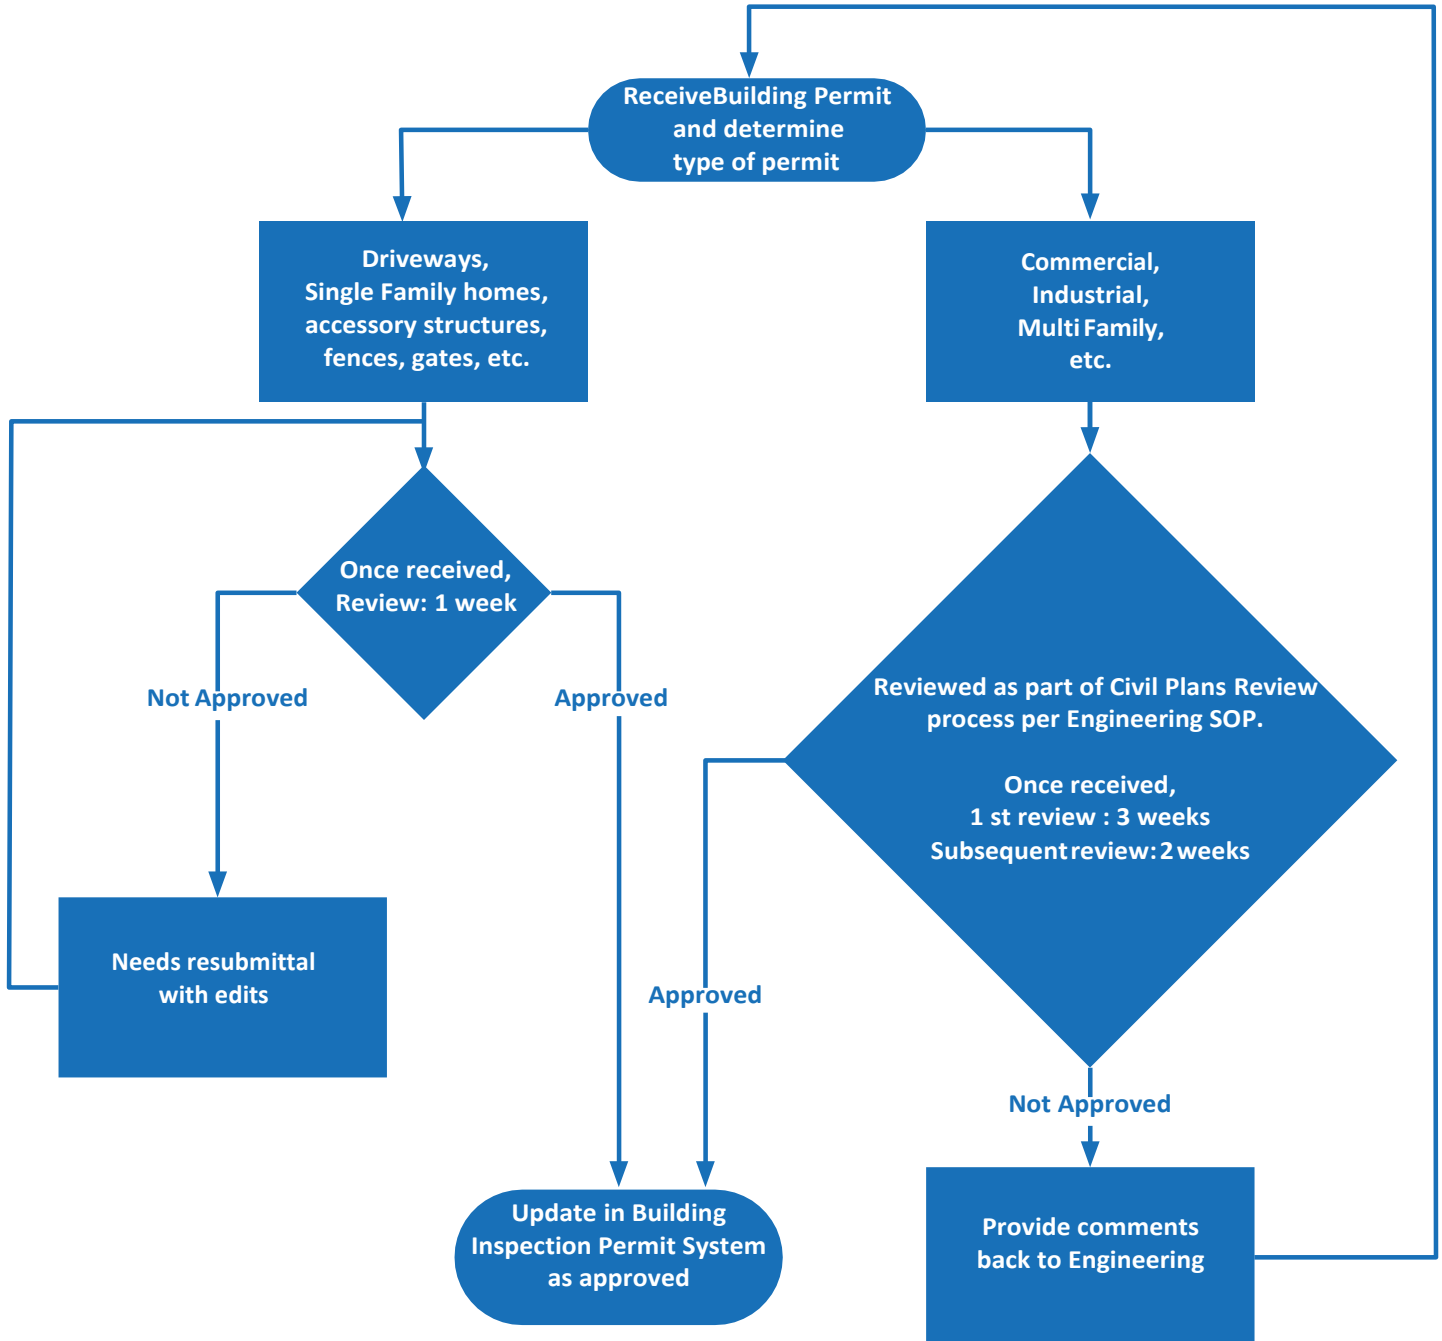 ReceiveBuilding Permit
and determine
type of permit
Driveways,
Single Family homes,
accessory structures,
fences, gates, etc.
Commercial,
Industrial,
Multi Family,
etc.
Once received,
Review: 1 week
Not Approved
Approved
Reviewed as part of Civil Plans Review
process per Engineering SOP.
Once received,
1 st review : 3 weeks
Subsequent review: 2 weeks
Needs resubmittal
with edits
Approved
Not Approved
Update in Building
Inspection Permit System
as approved
Provide comments
back to Engineering